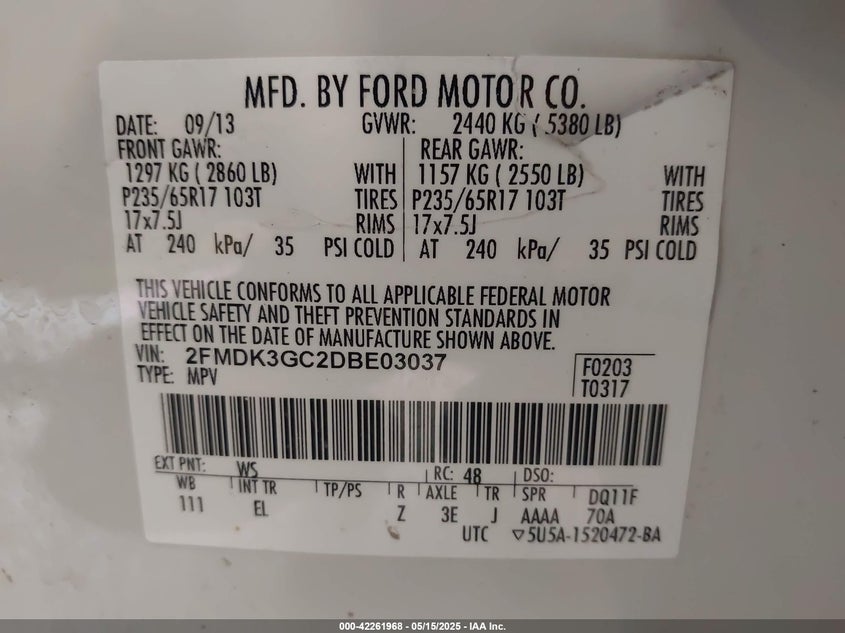 MFD. BY FORD MOTOR CO.
DATE: 09/13 GVWR: 2440 KG ( 5380 LB)
FRONT GAWR: REAR GAWR:
1297 KG ( 2860 LB) WITH 1157 KG ( 2550 LB) WITH
P235/65R17 103T TIRES P235/65R17 103T TIRES
17x7.5J RIMS 17x7.5J RIMS
AT 240 kPa/ 35 PSI COLD AT 240 kPa/ 35 PSI COLD
THIS VEHICLE CONFORMS TO ALL APPLICABLE FEDERAL MOTOR
VEHICLE SAFETY AND THEFT PREVENTION STANDARDS IN
EFFECT ON THE DATE OF MANUFACTURE SHOWN ABOVE.
VIN: 2FMDK3GC2DBE03037 F0203
TYPE: MPV T0317
EXT PNT: WS RC: 48 DSO:
WB INT TR TP/PS R AXLE TR SPR DQ11F
111 EL Z 3E J AAAA 70A
UTC ▽5U5A-1520472-BA
000-42261968 - 05/15/2025 - IAA Inc.